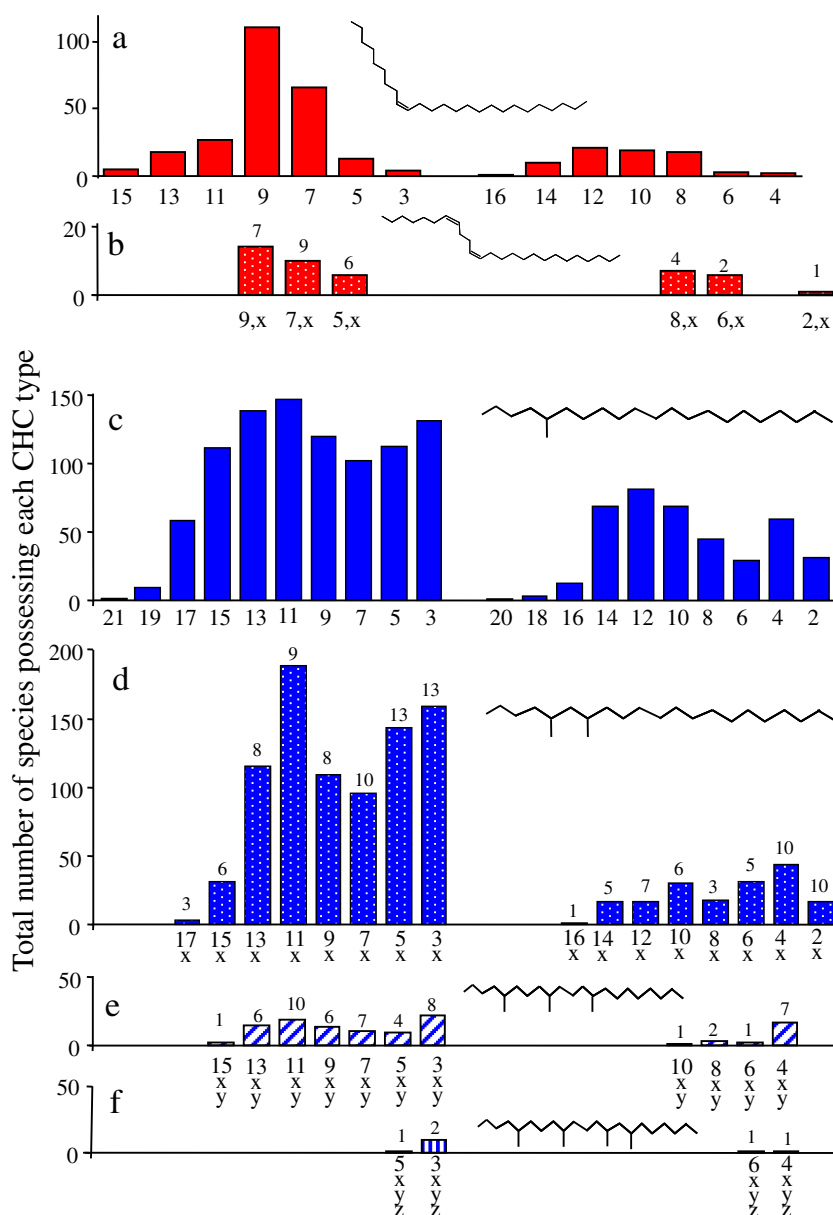 Total number of species possessing each CHC type
a
100
50
0
15 13 11 9 7 5 3 16 14 12 10 8 6 4
b
20
0
7 9 6 4 2 1
9,x 7,x 5,x 8,x 6,x 2,x
c
150
100
50
0
21 19 17 15 13 11 9 7 5 3 20 18 16 14 12 10 8 6 4 2
d
200
150
100
50
0
3 6 8 9 8 10 13 13 1 5 7 6 3 5 10 10
17 15 13 11 9 7 5 3 16 14 12 10 8 6 4 2
x x x x x x x x x x x x x x x x
e
50
0
1 6 10 6 7 4 8 1 2 1 7
15 13 11 9 7 5 3 10 8 6 4
x x x x x x x x x x x
y y y y y y y y y y y
f
50
0
1 2 1 1
5 3 6 4
x x x x
y y y y
z z z z